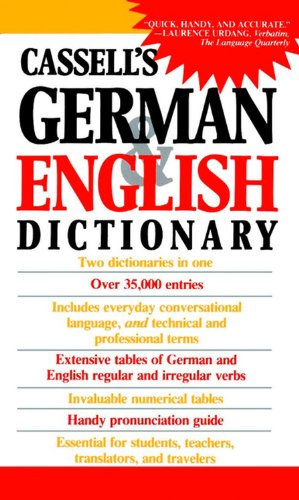 "QUICK, HANDY, AND ACCURATE."
—LAURENCE URDANG, Verbatim,
The Language Quarterly
CASSELL'S
GERMAN
&
ENGLISH
DICTIONARY
Two dictionaries in one
Over 35,000 entries
Includes everyday conversational
language, and technical and
professional terms
Extensive tables of German and
English regular and irregular verbs
Invaluable numerical tables
Handy pronunciation guide
Essential for students, teachers,
translators, and travelers